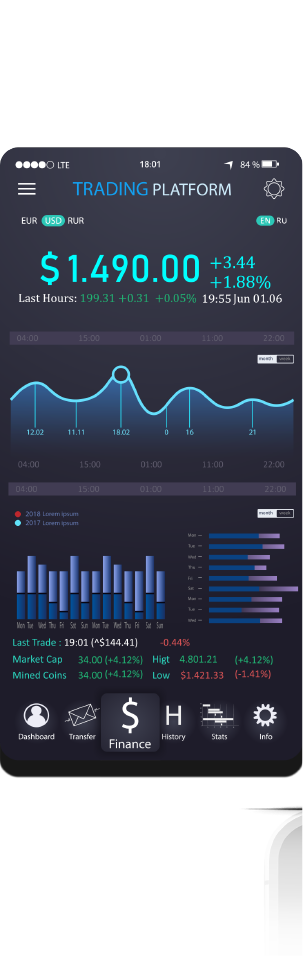 LTE 18:01 84 %
TRADING PLATFORM
EUR USD RUR EN RU
$ 1.490.00 +3.44
+1.88%
Last Hours: 199.31 +0.31 +0.05% 19:55 Jun 01.06
04:00 15:00 01:00 11:00 22:00
month week
12.02 11.11 18.02 0 16 21
04:00 15:00 01:00 11:00 22:00
04:00 15:00 01:00 11:00 22:00
2018 Lorem Ipsum month week
2017 Lorem Ipsum
Mon
Tue
Wed
Thu
Fri
Sat
Mon
Tue
Wed
Mon Tue Wed Thu Fri Sat Sun Mon Tue Wed Thu Fri Sat Sun
Last Trade : 19:01 (^$144.41) -0.44%
Market Cap 34.00 (+4.12%) Higt 4.801.21 (+4.12%)
Mined Coins 34.00 (+4.12%) Low $1.421.33 (-1.41%)
$ H
Dashboard Transfer Finance History Stats Info